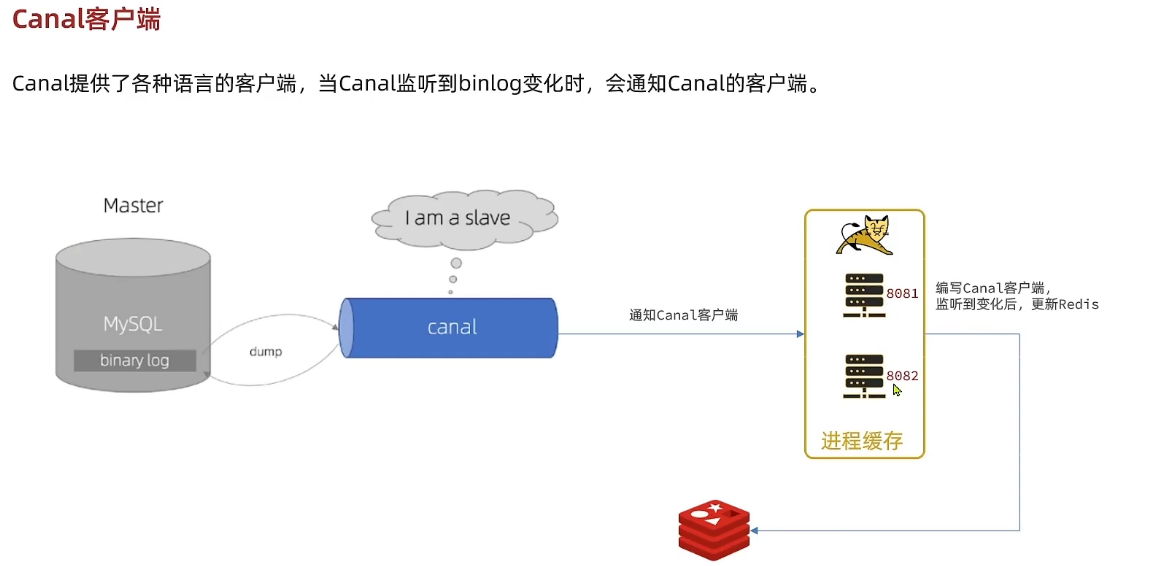 Canal客户端
Canal提供了各种语言的客户端，当Canal监听到binlog变化时，会通知Canal的客户端。
Master
I am a slave
MySQL
binary log
dump
canal
通知Canal客户端
8081
编写Canal客户端，
监听到变化后，更新Redis
8082
进程缓存